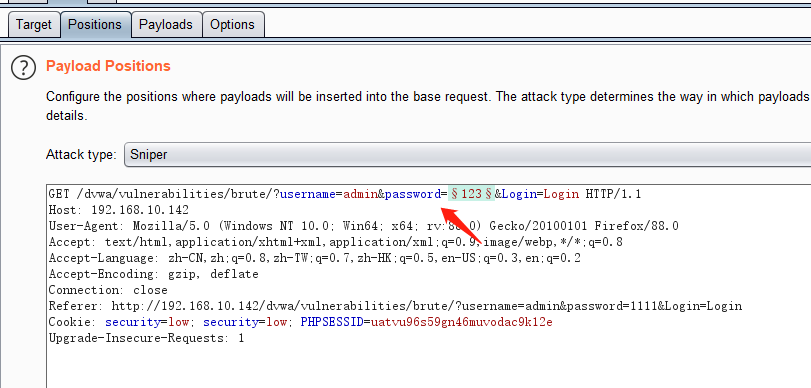 Target Positions Payloads Options
? Payload Positions
Configure the positions where payloads will be inserted into the base request. The attack type determines the way in which payloads
details.
Attack type: Sniper
GET /dvwa/vulnerabilities/brute/?username=admin&password=§123§&Login=Login HTTP/1.1
Host: 192.168.10.142
User-Agent: Mozilla/5.0 (Windows NT 10.0; Win64; x64; Gecko/20100101 Firefox/88.0
Accept: text/html,application/xhtml+xml,application/xml;q=0.9,image/webp,*/*;q=0.8
Accept-Language: zh-CN,zh;q=0.8,zh-TW;q=0.7,zh-HK;q=0.5,en-US;q=0.3,en;q=0.2
Accept-Encoding: gzip, deflate
Connection: close
Referer: http://192.168.10.142/dvwa/vulnerabilities/brute/?username=admin&password=1111&Login=Login
Cookie: security=low; security=low; PHPSESSID=uatvu96s59gn46muvodac9k12e
Upgrade-Insecure-Requests: 1